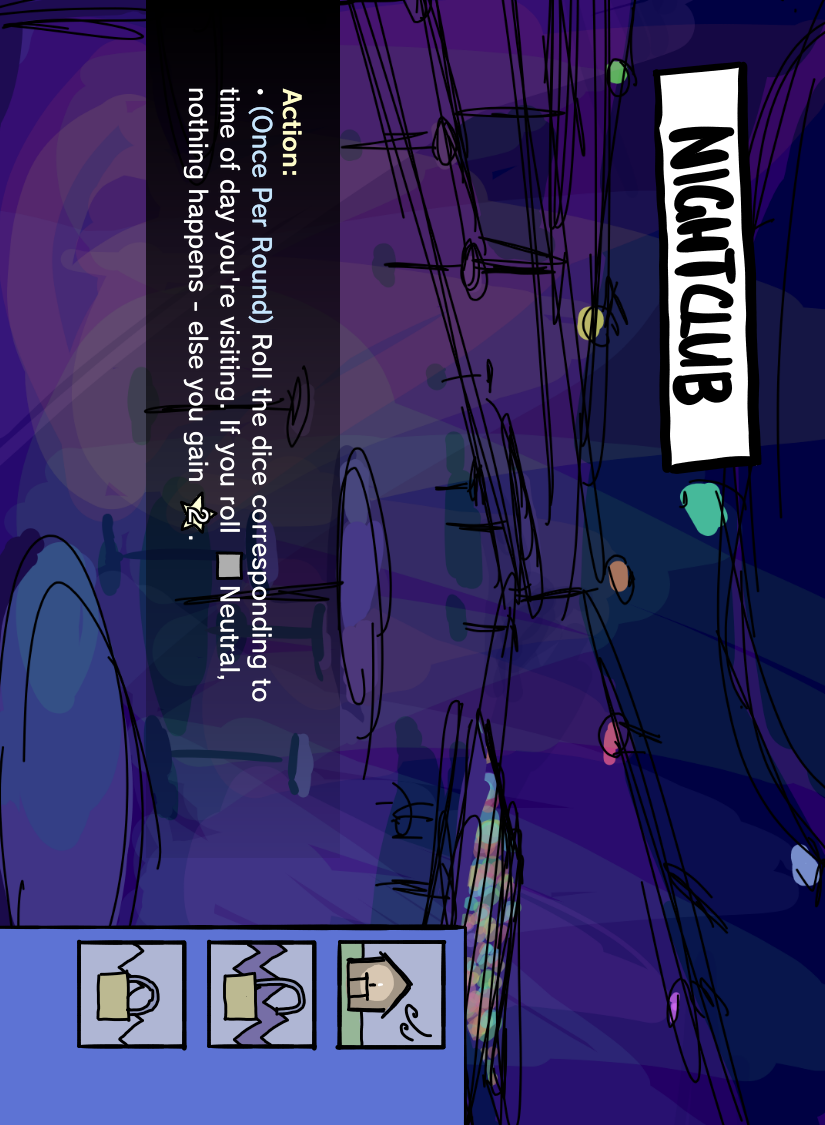 NIGHTCLUB
Action:
• (Once Per Round) Roll the dice corresponding to
time of day you're visiting. If you roll Neutral,
nothing happens - else you gain 2.